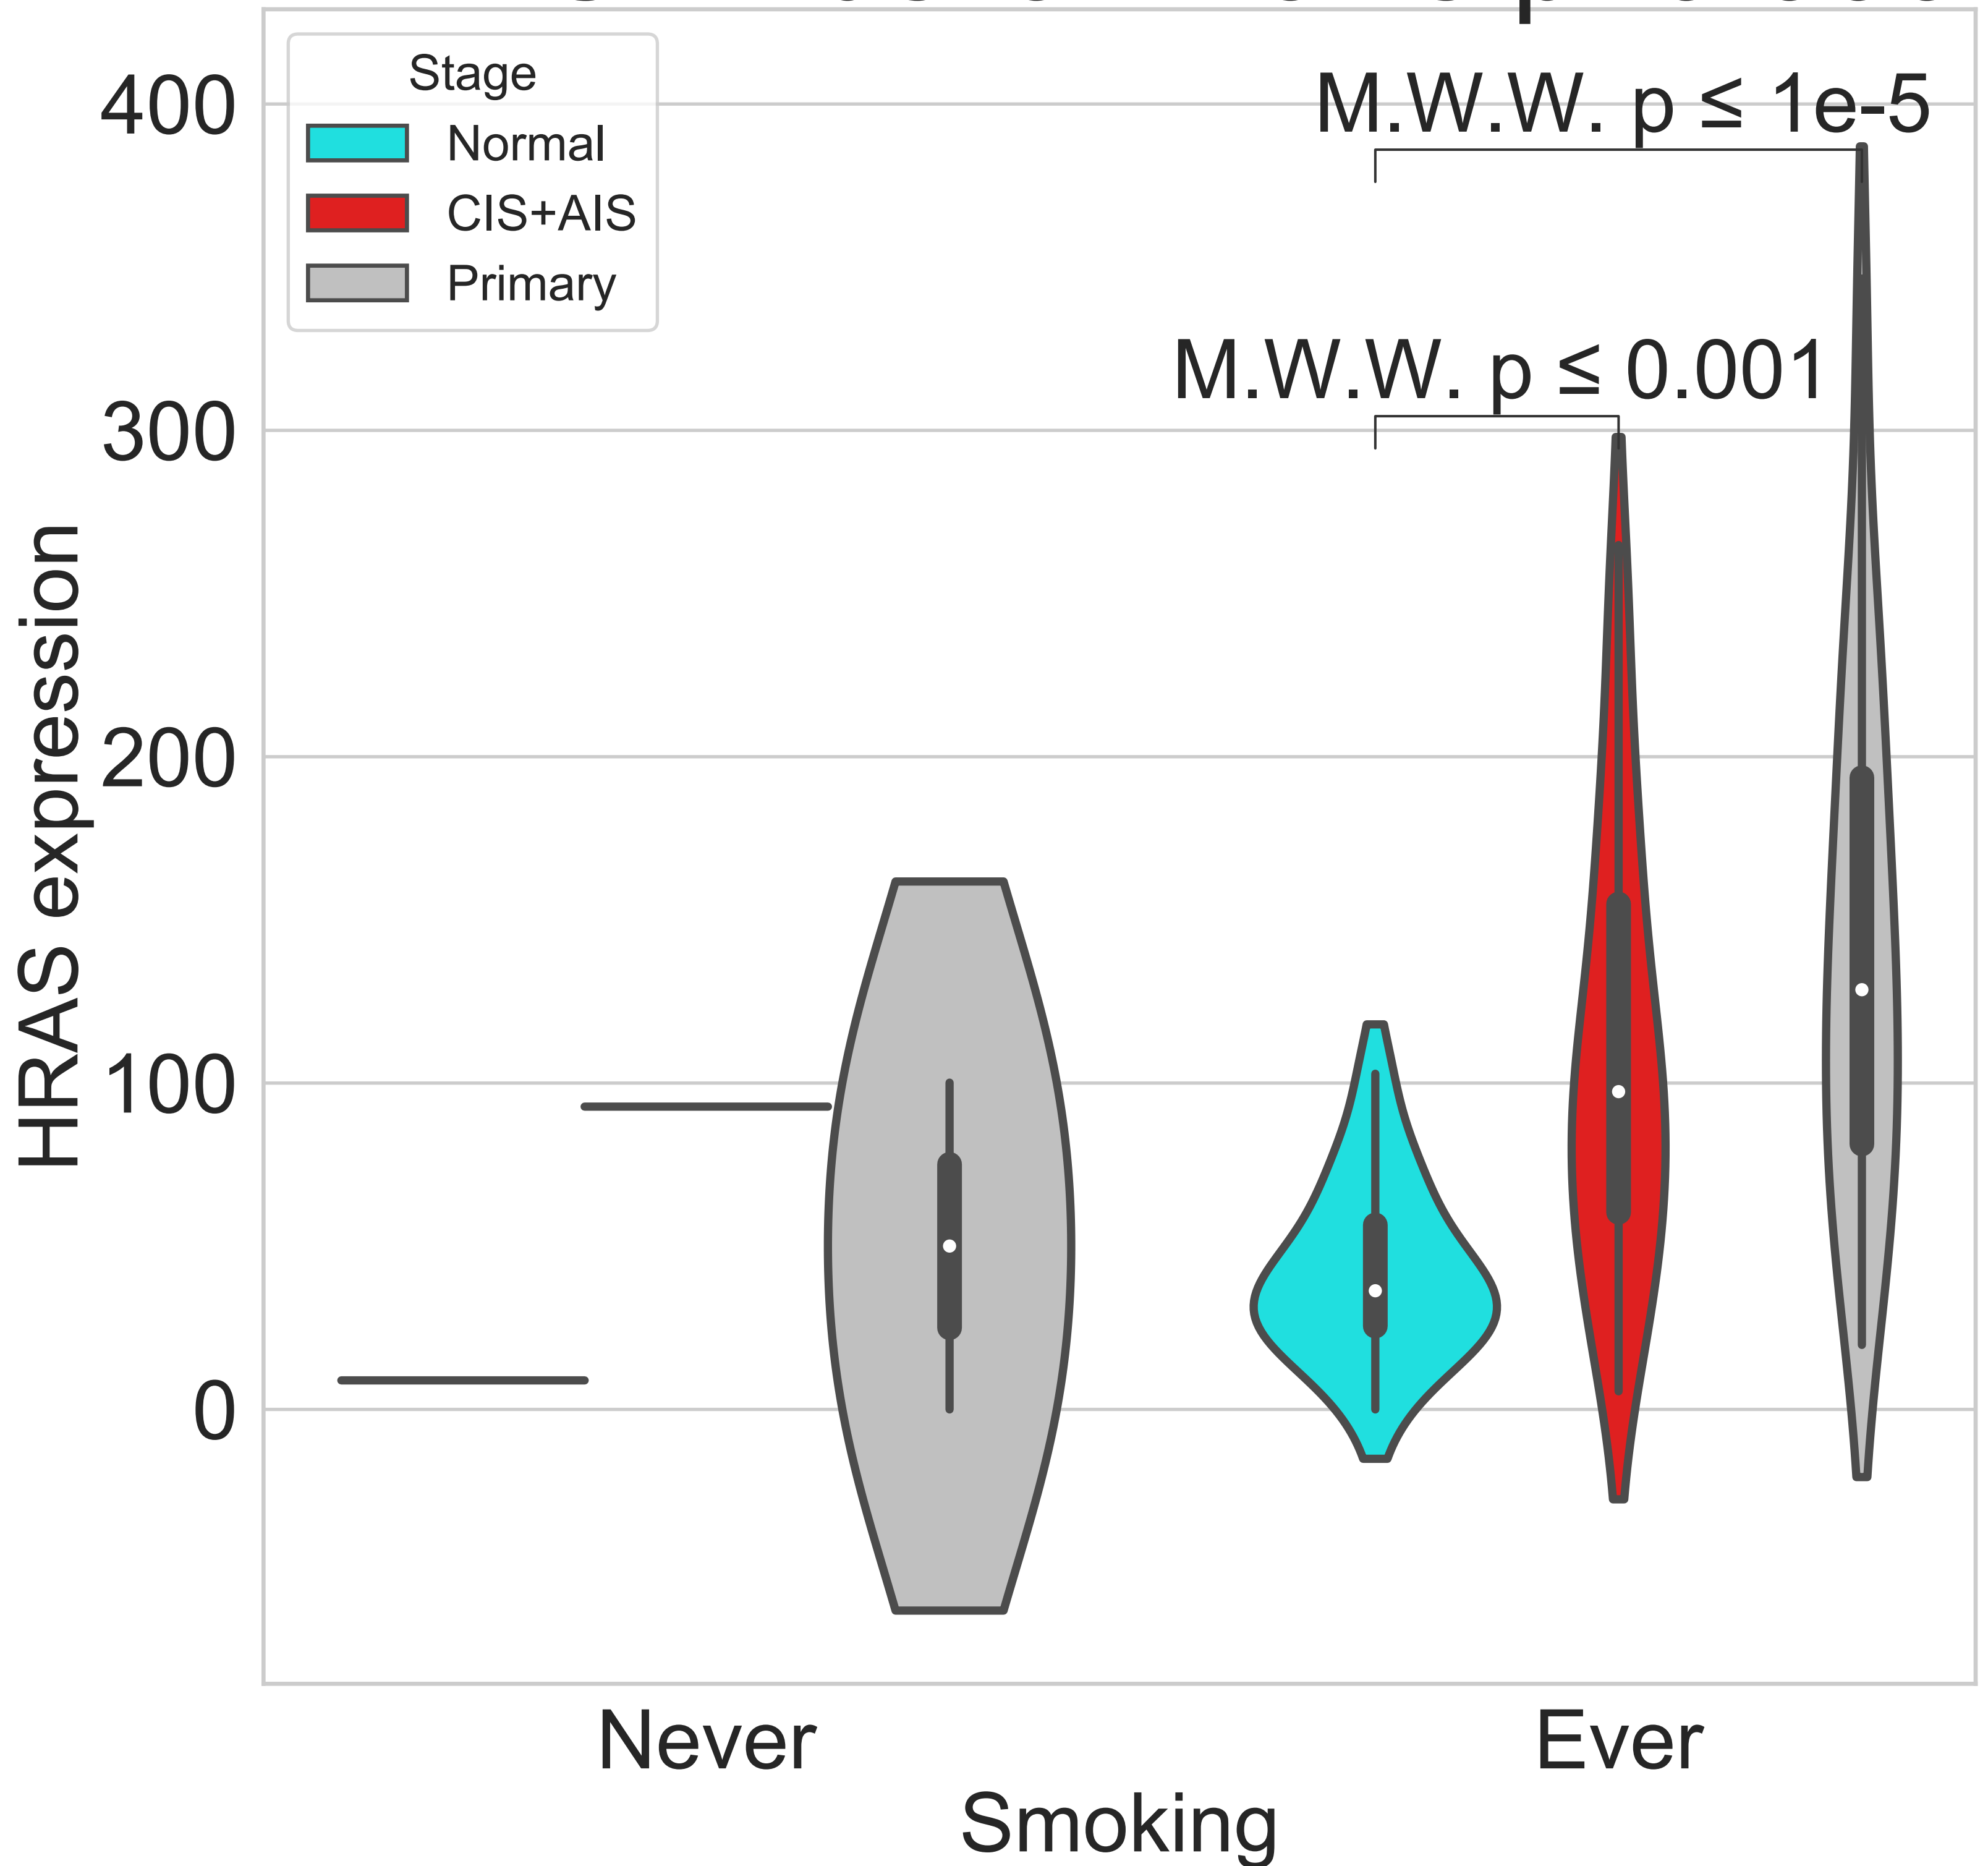 Stage
Normal
CIS+AIS
Primary
M.W.W. p ≤ 1e-5
M.W.W. p ≤ 0.001
400
300
200
100
0
HRAS expression
Never
Ever
Smoking